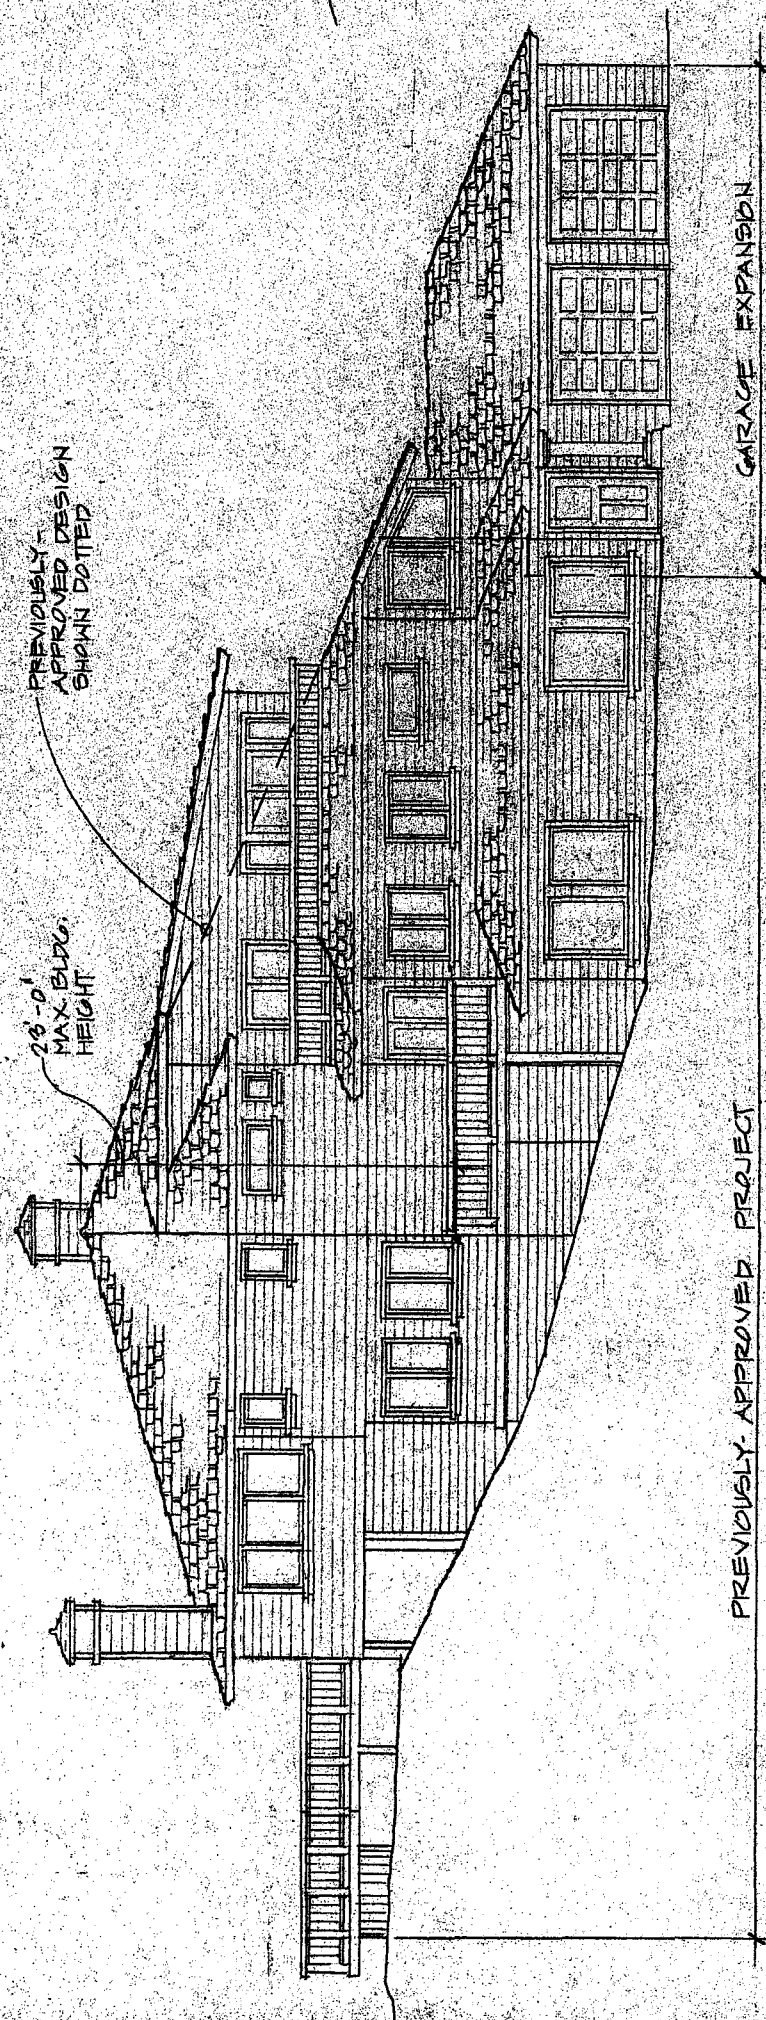 PREVIOUSLY-
APPROVED DESIGN
SHOWN DOTTED
23'-0"
MAX. BLDG.
HEIGHT
PREVIOUSLY-APPROVED PROJECT
GARAGE EXPANSION